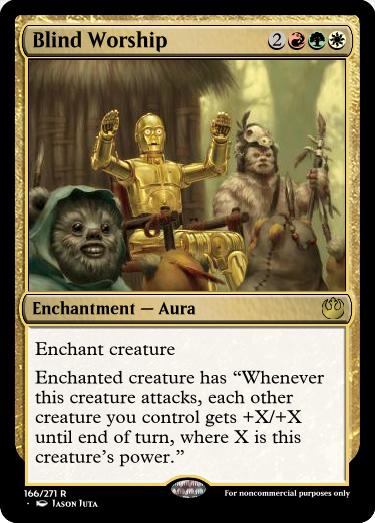 Blind Worship 2
Enchantment — Aura
Enchant creature
Enchanted creature has “Whenever
this creature attacks, each other
creature you control gets +X/+X
until end of turn, where X is this
creature’s power.”
166/271 R
For noncommercial purposes only
· Jason Juta